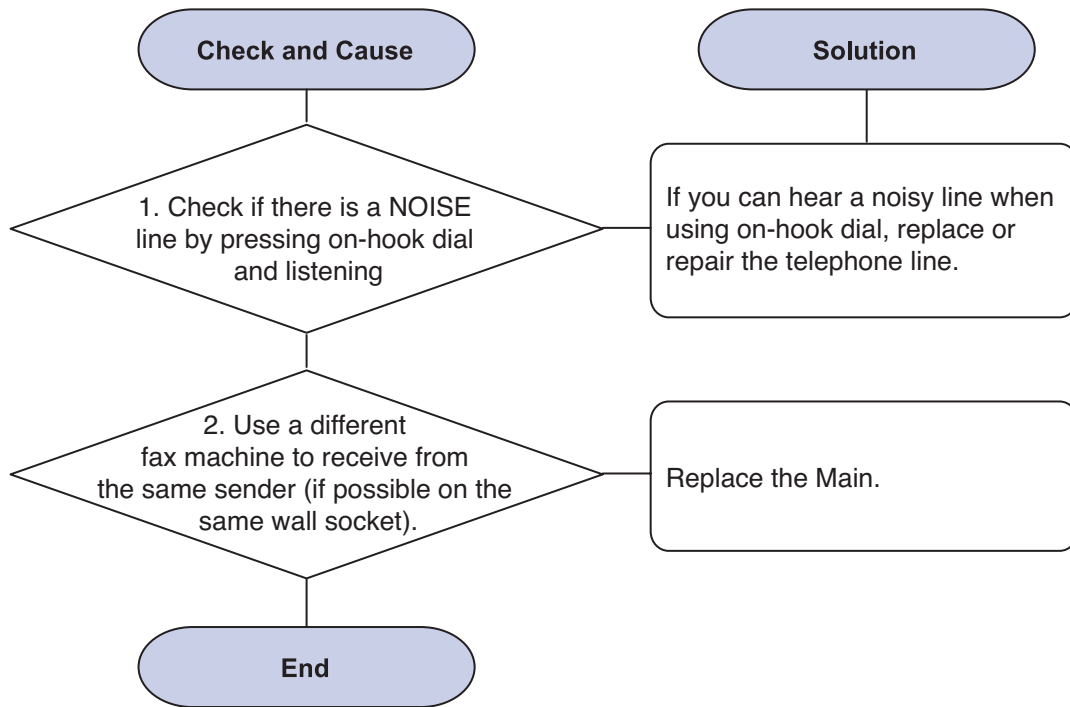 Check and Cause
Solution
1. Check if there is a NOISE
line by pressing on-hook dial
and listening
If you can hear a noisy line when
using on-hook dial, replace or
repair the telephone line.
2. Use a different
fax machine to receive from
the same sender (if possible on the
same wall socket).
Replace the Main.
End